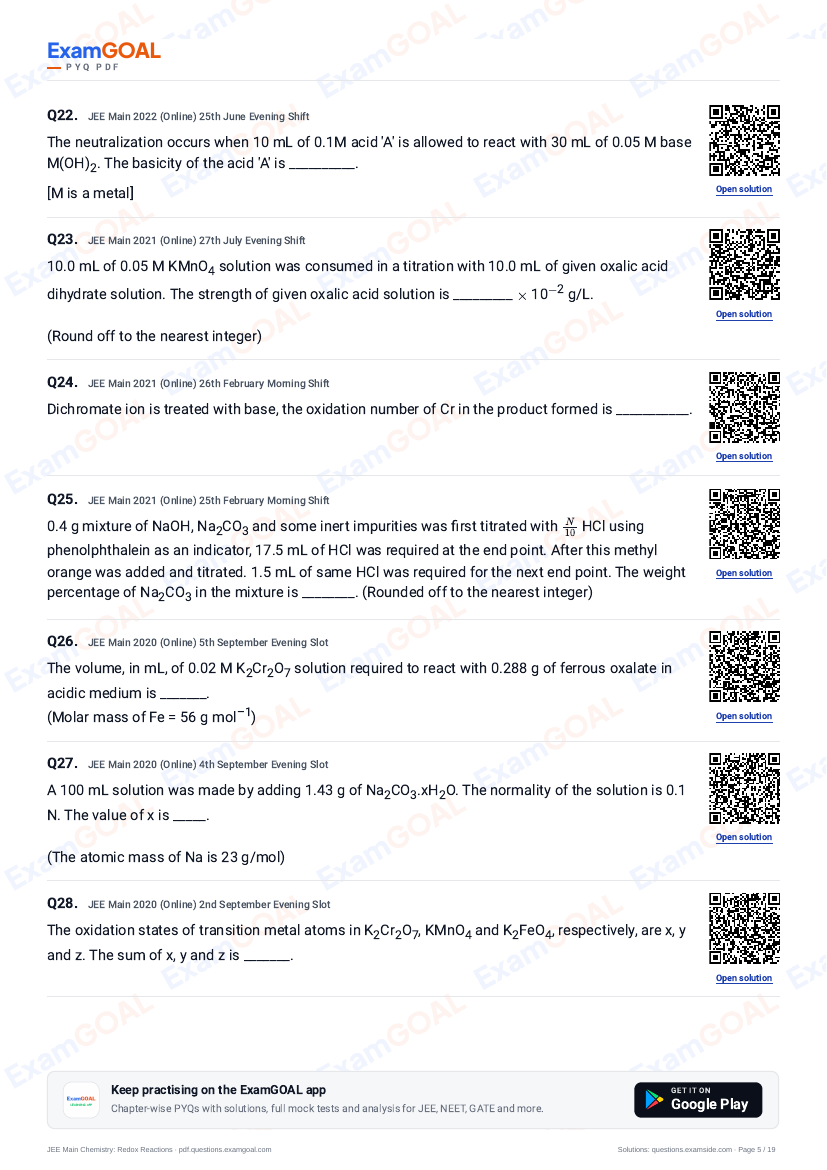 ExamGOAL
PYQ PDF
Q22. JEE Main 2022 (Online) 25th June Evening Shift
The neutralization occurs when 10 mL of 0.1M acid 'A' is allowed to react with 30 mL of 0.05 M base
M(OH)₂. The basicity of the acid 'A' is __________.
[M is a metal]
Open solution
Q23. JEE Main 2021 (Online) 27th July Evening Shift
10.0 mL of 0.05 M KMnO₄ solution was consumed in a titration with 10.0 mL of given oxalic acid
dihydrate solution. The strength of given oxalic acid solution is _________ × 10⁻² g/L.
(Round off to the nearest integer)
Open solution
Q24. JEE Main 2021 (Online) 26th February Morning Shift
Dichromate ion is treated with base, the oxidation number of Cr in the product formed is ___________.
Open solution
Q25. JEE Main 2021 (Online) 25th February Morning Shift
0.4 g mixture of NaOH, Na₂CO₃ and some inert impurities was first titrated with N/10 HCl using
phenolphthalein as an indicator, 17.5 mL of HCl was required at the end point. After this methyl
orange was added and titrated. 1.5 mL of same HCl was required for the next end point. The weight
percentage of Na₂CO₃ in the mixture is ________. (Rounded off to the nearest integer)
Open solution
Q26. JEE Main 2020 (Online) 5th September Evening Slot
The volume, in mL, of 0.02 M K₂Cr₂O₇ solution required to react with 0.288 g of ferrous oxalate in
acidic medium is _______.
(Molar mass of Fe = 56 g mol⁻¹)
Open solution
Q27. JEE Main 2020 (Online) 4th September Evening Slot
A 100 mL solution was made by adding 1.43 g of Na₂CO₃.xH₂O. The normality of the solution is 0.1
N. The value of x is _____.
(The atomic mass of Na is 23 g/mol)
Open solution
Q28. JEE Main 2020 (Online) 2nd September Evening Slot
The oxidation states of transition metal atoms in K₂Cr₂O₇, KMnO₄ and K₂FeO₄, respectively, are x, y
and z. The sum of x, y and z is _______.
Open solution
ExamGOAL
Keep practising on the ExamGOAL app
Chapter-wise PYQs with solutions, full mock tests and analysis for JEE, NEET, GATE and more.
GET IT ON
Google Play
JEE Main Chemistry: Redox Reactions · pdf.questions.examgoal.com
Solutions: questions.examside.com · Page 5 / 19